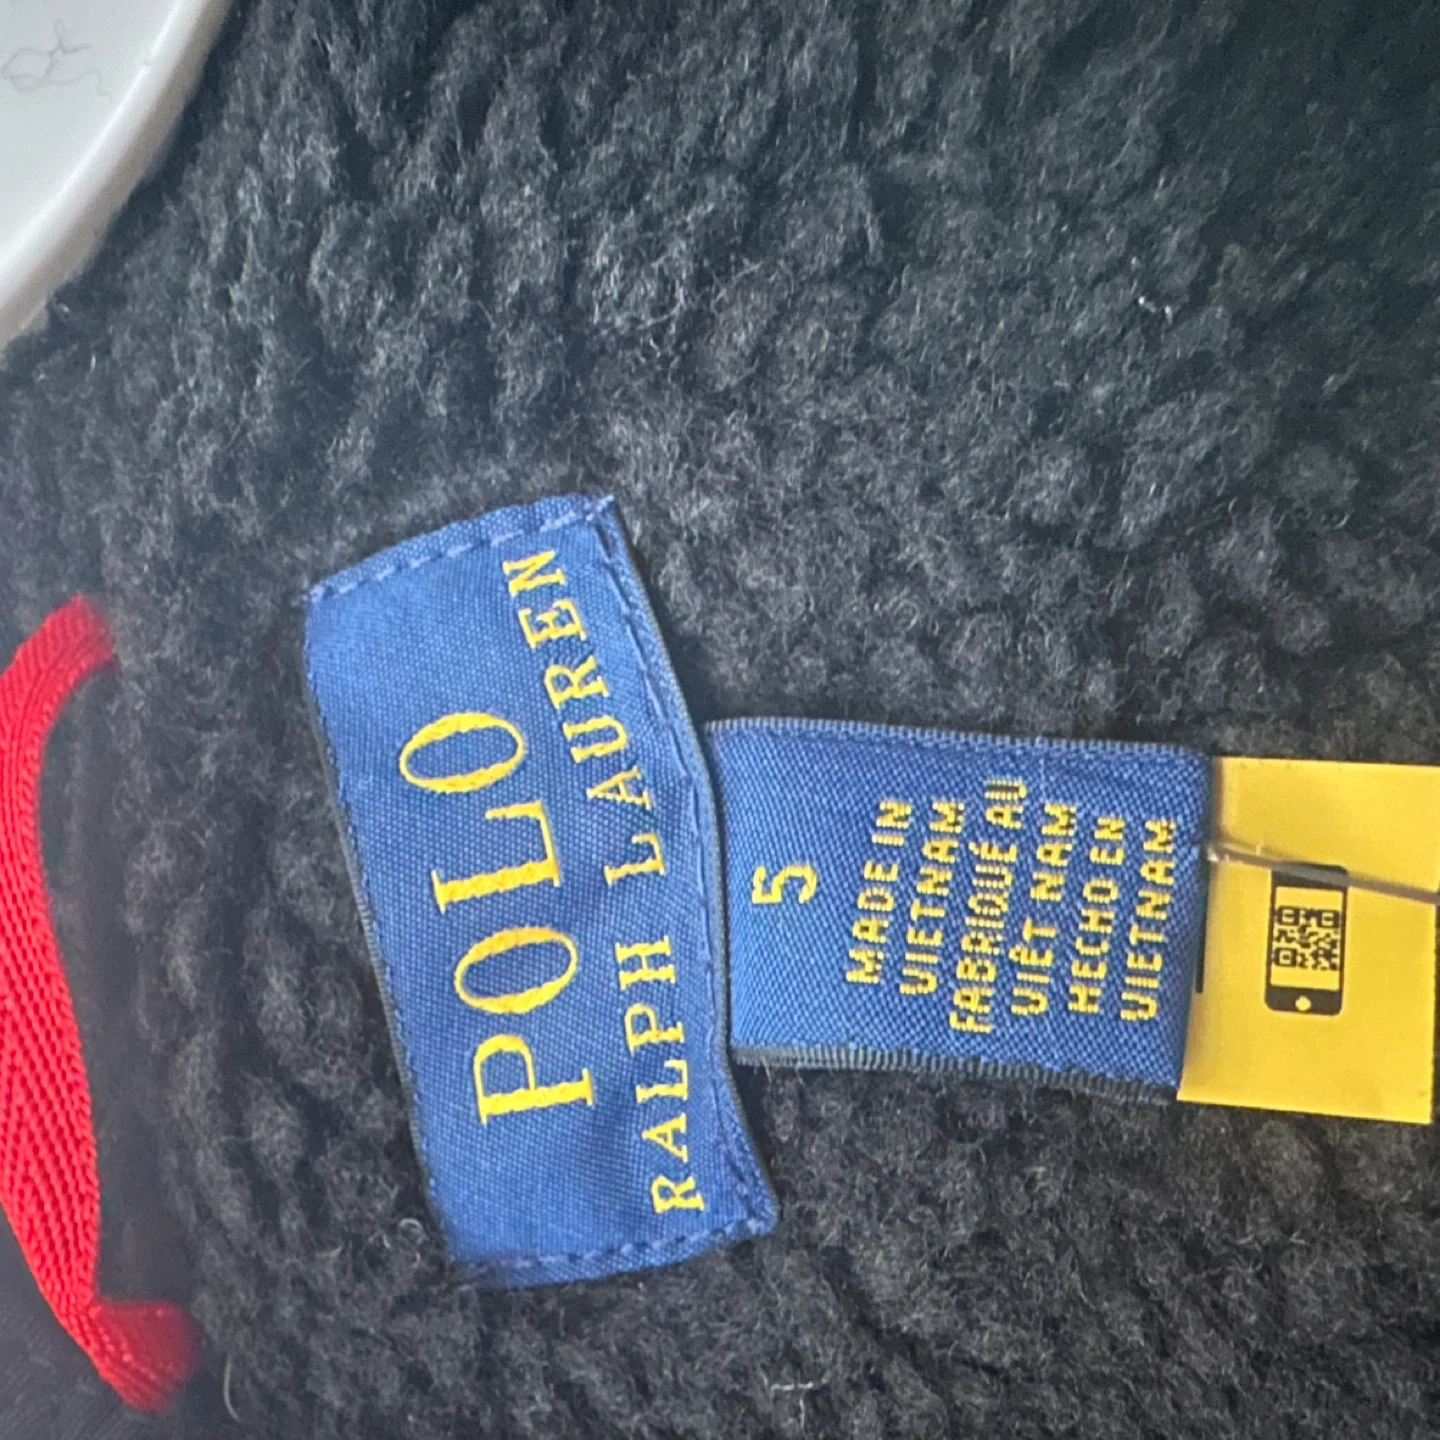 POLO
RALPH LAUREN
5
MADE IN
VIETNAM
FABRIQUÉ AU
VIÊT NAM
HECHO EN
VIETNAM